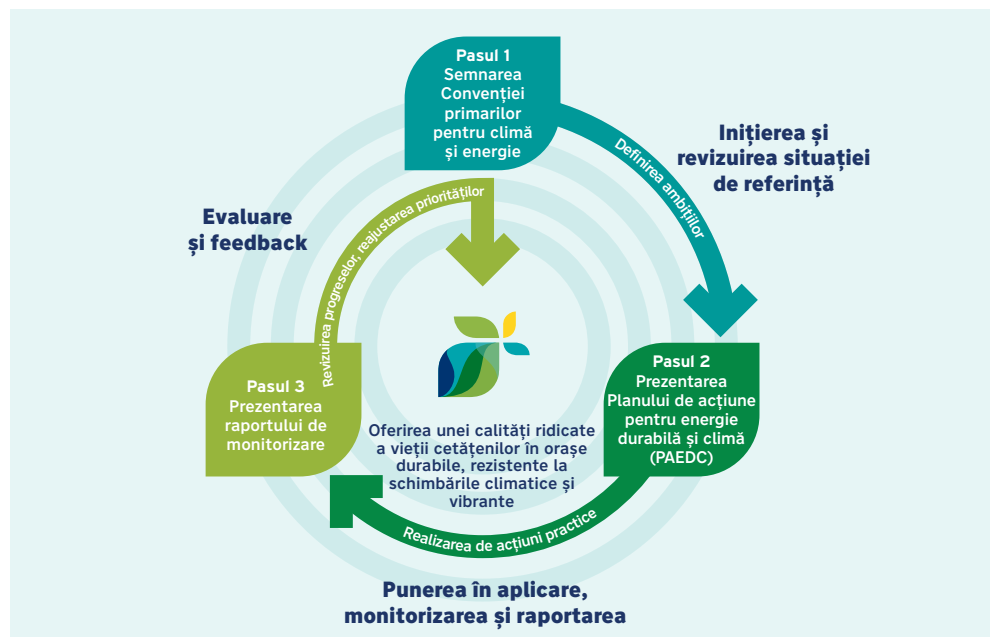 Pasul 1
Semnarea
Convenției
primarilor
pentru climă
și energie
Definirea ambițiilor
Inițierea și
revizuirea situației
de referință
Evaluare
și feedback
Revizuirea progreselor, reajustarea priorităților
Pasul 2
Prezentarea
Planului de acțiune
pentru energie
durabilă și climă
(PAEDC)
Pasul 3
Prezentarea
raportului de
monitorizare
Oferirea unei calități ridicate
a vieții cetățenilor în orașe
durabile, rezistente la
schimbările climatice și
vibrante
Realizarea de acțiuni practice
Punerea în aplicare,
monitorizarea și raportarea